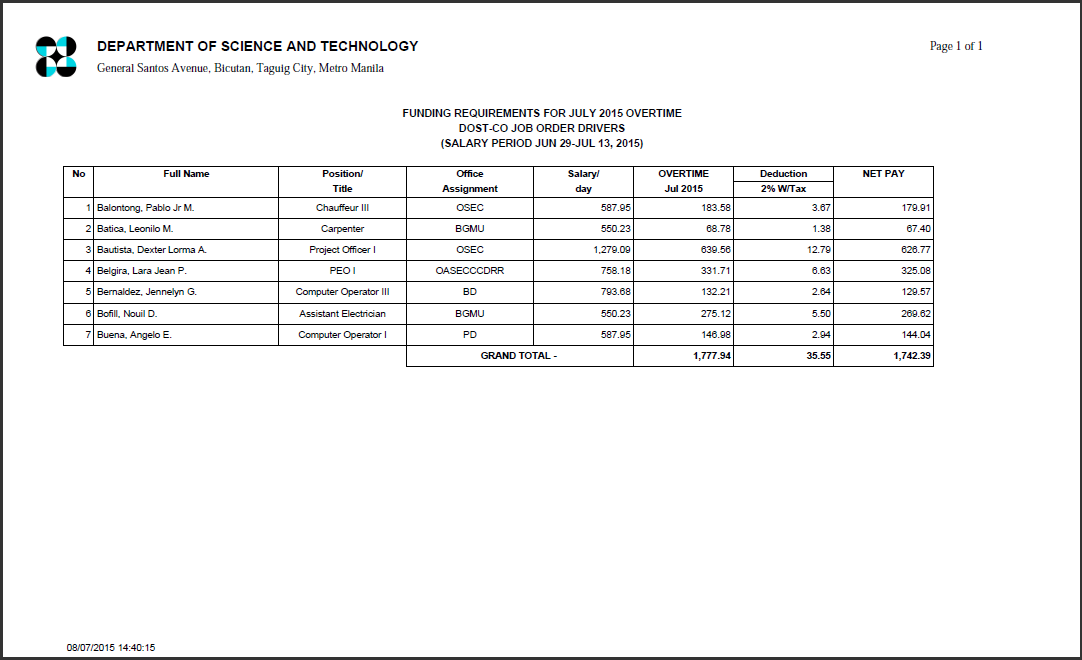 DEPARTMENT OF SCIENCE AND TECHNOLOGY
Page 1 of 1
General Santos Avenue, Bicutan, Taguig City, Metro Manila
FUNDING REQUIREMENTS FOR JULY 2015 OVERTIME
DOST-CO JOB ORDER DRIVERS
(SALARY PERIOD JUN 29-JUL 13, 2015)
No Full Name Position/ Office Salary/ OVERTIME Deduction NET PAY
Title Assignment day Jul 2015 2% W/Tax
1 Balontong, Pablo Jr M. Chauffeur III OSEC 587.95 183.58 3.67 179.91
2 Batica, Leonilo M. Carpenter BGMU 550.23 68.78 1.38 67.40
3 Bautista, Dexter Lorma A. Project Officer I OSEC 1,279.09 639.56 12.79 626.77
4 Belgira, Lara Jean P. PEO I OASECCCDRR 758.18 331.71 6.63 325.08
5 Bernaldez, Jennelyn G. Computer Operator III BD 793.68 132.21 2.64 129.57
6 Bofill, Nouil D. Assistant Electrician BGMU 550.23 275.12 5.50 269.62
7 Buena, Angelo E. Computer Operator I PD 587.95 146.98 2.94 144.04
GRAND TOTAL - 1,777.94 35.55 1,742.39
08/07/2015 14:40:15